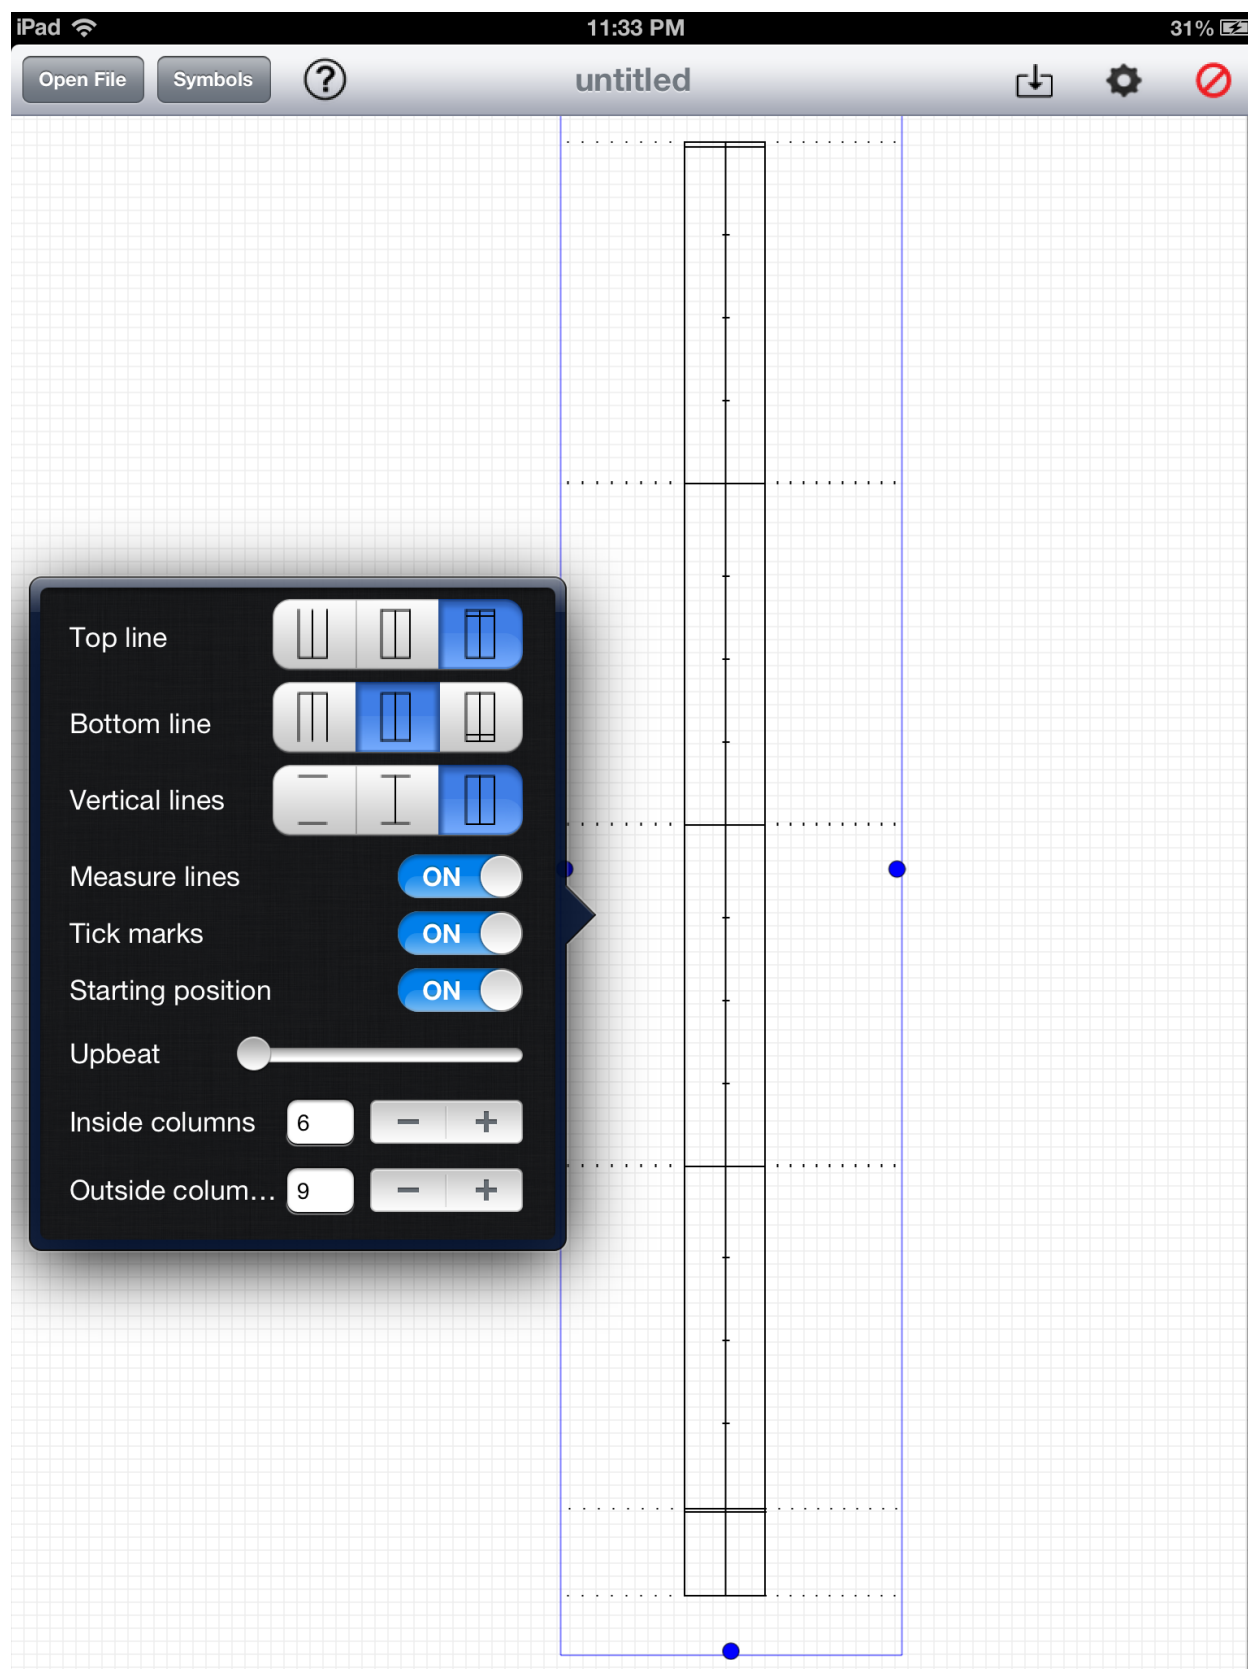 iPad 11:33 PM 31%
Open File Symbols ? untitled
Top line
Bottom line
Vertical lines
Measure lines ON
Tick marks ON
Starting position ON
Upbeat
Inside columns 6 − +
Outside colum... 9 − +